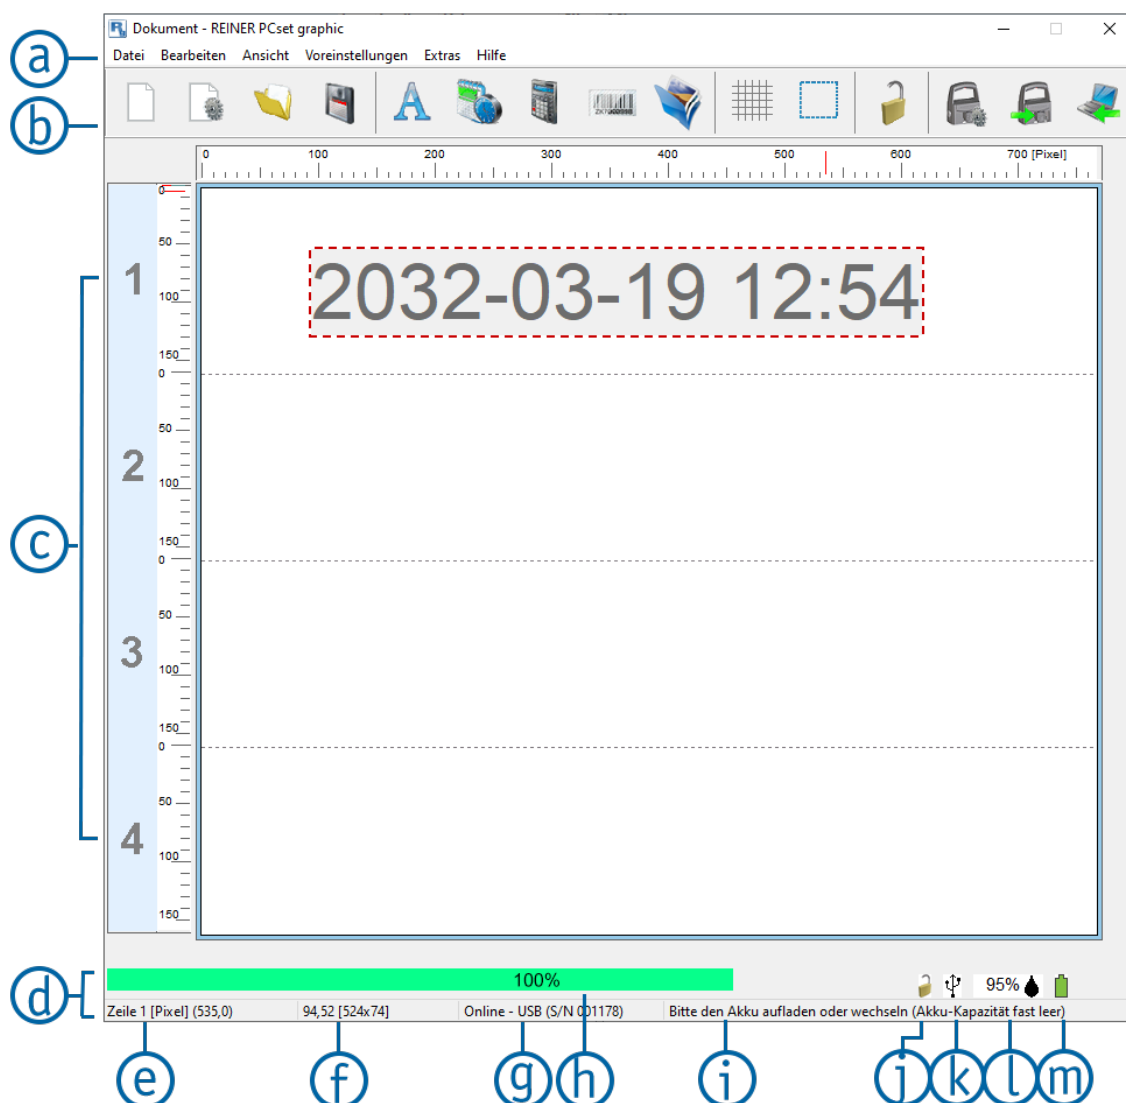 Dokument - REINER PCset graphic
a
Datei Bearbeiten Ansicht Voreinstellungen Extras Hilfe
b
0 100 200 300 400 500 600 700 [Pixel]
c
0
50
1
100
150
2032-03-19 12:54
0
50
2
100
150
0
50
3
100
150
0
50
4
100
150
d
100%
95%
Zeile 1 [Pixel] (535,0) 94,52 [524x74] Online - USB (S/N 001178) Bitte den Akku aufladen oder wechseln (Akku-Kapazität fast leer)
e f g h i j k l m